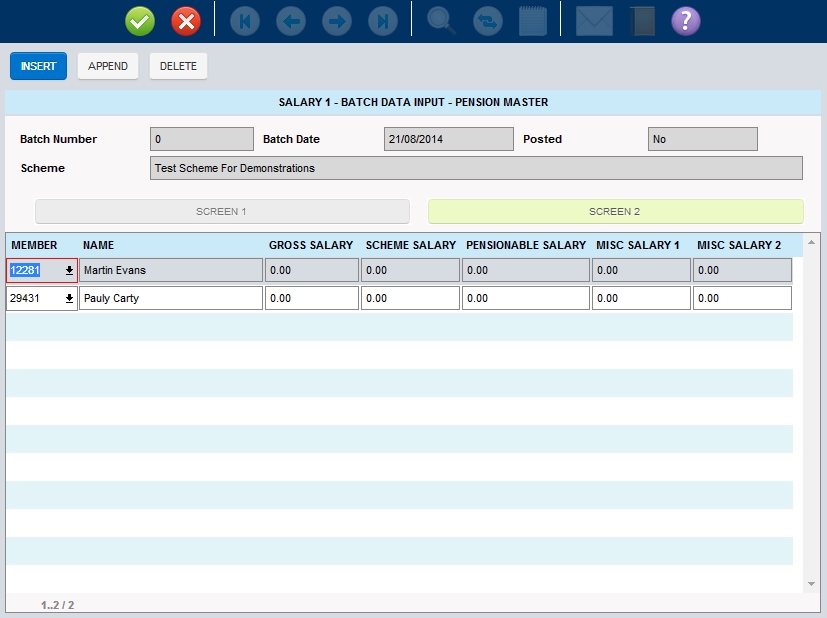 ?
INSERT APPEND DELETE
SALARY 1 - BATCH DATA INPUT - PENSION MASTER
Batch Number 0 Batch Date 21/08/2014 Posted No
Scheme Test Scheme For Demonstrations
SCREEN 1 SCREEN 2
MEMBER NAME GROSS SALARY SCHEME SALARY PENSIONABLE SALARY MISC SALARY 1 MISC SALARY 2
12281 Martin Evans 0.00 0.00 0.00 0.00 0.00
29431 Pauly Carty 0.00 0.00 0.00 0.00 0.00
1..2 / 2